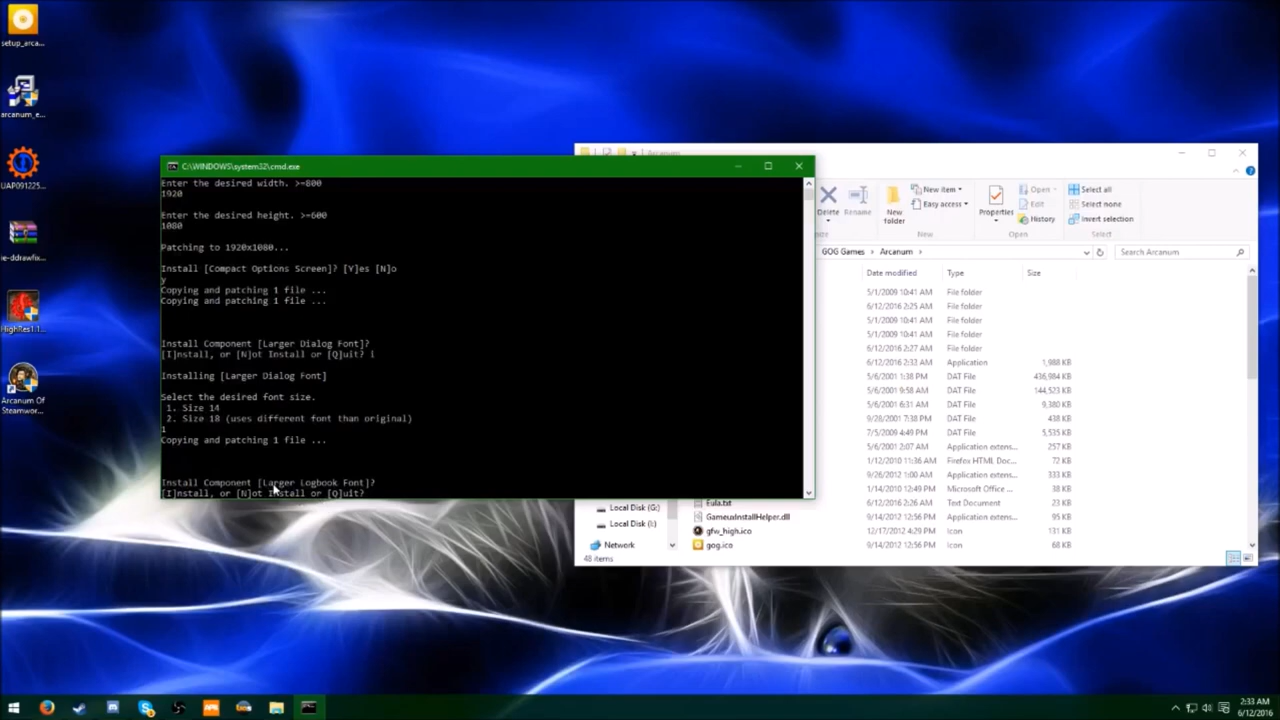 setup_arca...
arcanum_e...
UAP091225...
e-ddrawfix...
HighRes1.1...
Arcanum Of
Steamwor...
C:\WINDOWS\system32\cmd.exe
Enter the desired width. >=800
1920
Enter the desired height. >=600
1080
Patching to 1920x1080...
Install [Compact Options Screen]? [Y]es [N]o
y
Copying and patching 1 file ...
Copying and patching 1 file ...
Install Component [Larger Dialog Font]?
[I]nstall, or [N]ot Install or [Q]uit? i
Installing [Larger Dialog Font]
Select the desired font size.
1. Size 14
2. Size 18 (uses different font than original)
1
Copying and patching 1 file ...
Install Component [Larger Logbook Font]?
[I]nstall, or [N]ot Install or [Q]uit?
Arcanum
Delete
Rename
New folder
New item
Easy access
New
Properties
Open
Edit
History
Open
Select all
Select none
Invert selection
Select
GOG Games > Arcanum >
Search Arcanum
Date modified Type Size
5/1/2009 10:41 AM File folder
6/12/2016 2:25 AM File folder
5/1/2009 10:41 AM File folder
5/1/2009 10:41 AM File folder
6/12/2016 2:27 AM File folder
6/12/2016 2:33 AM Application 1,988 KB
5/6/2001 1:38 PM DAT File 436,984 KB
5/6/2001 9:58 AM DAT File 144,523 KB
5/6/2001 6:31 AM DAT File 9,380 KB
9/28/2001 7:38 PM DAT File 438 KB
7/5/2009 4:49 PM DAT File 5,535 KB
5/6/2001 2:07 AM Application extens... 257 KB
1/12/2010 11:36 AM Firefox HTML Doc... 72 KB
9/26/2012 10:00 AM Application extens... 333 KB
1/14/2010 12:39 PM Microsoft Office ... 38 KB
Eula.txt 6/12/2016 2:26 AM Text Document 23 KB
GameuxInstallHelper.dll 9/14/2012 12:56 PM Application extens... 95 KB
gfw_high.ico 12/17/2012 4:29 PM Icon 131 KB
gog.ico 9/14/2012 12:56 PM Icon 68 KB
Local Disk (G:)
Local Disk (I:)
Network
48 items
2:33 AM
6/12/2016